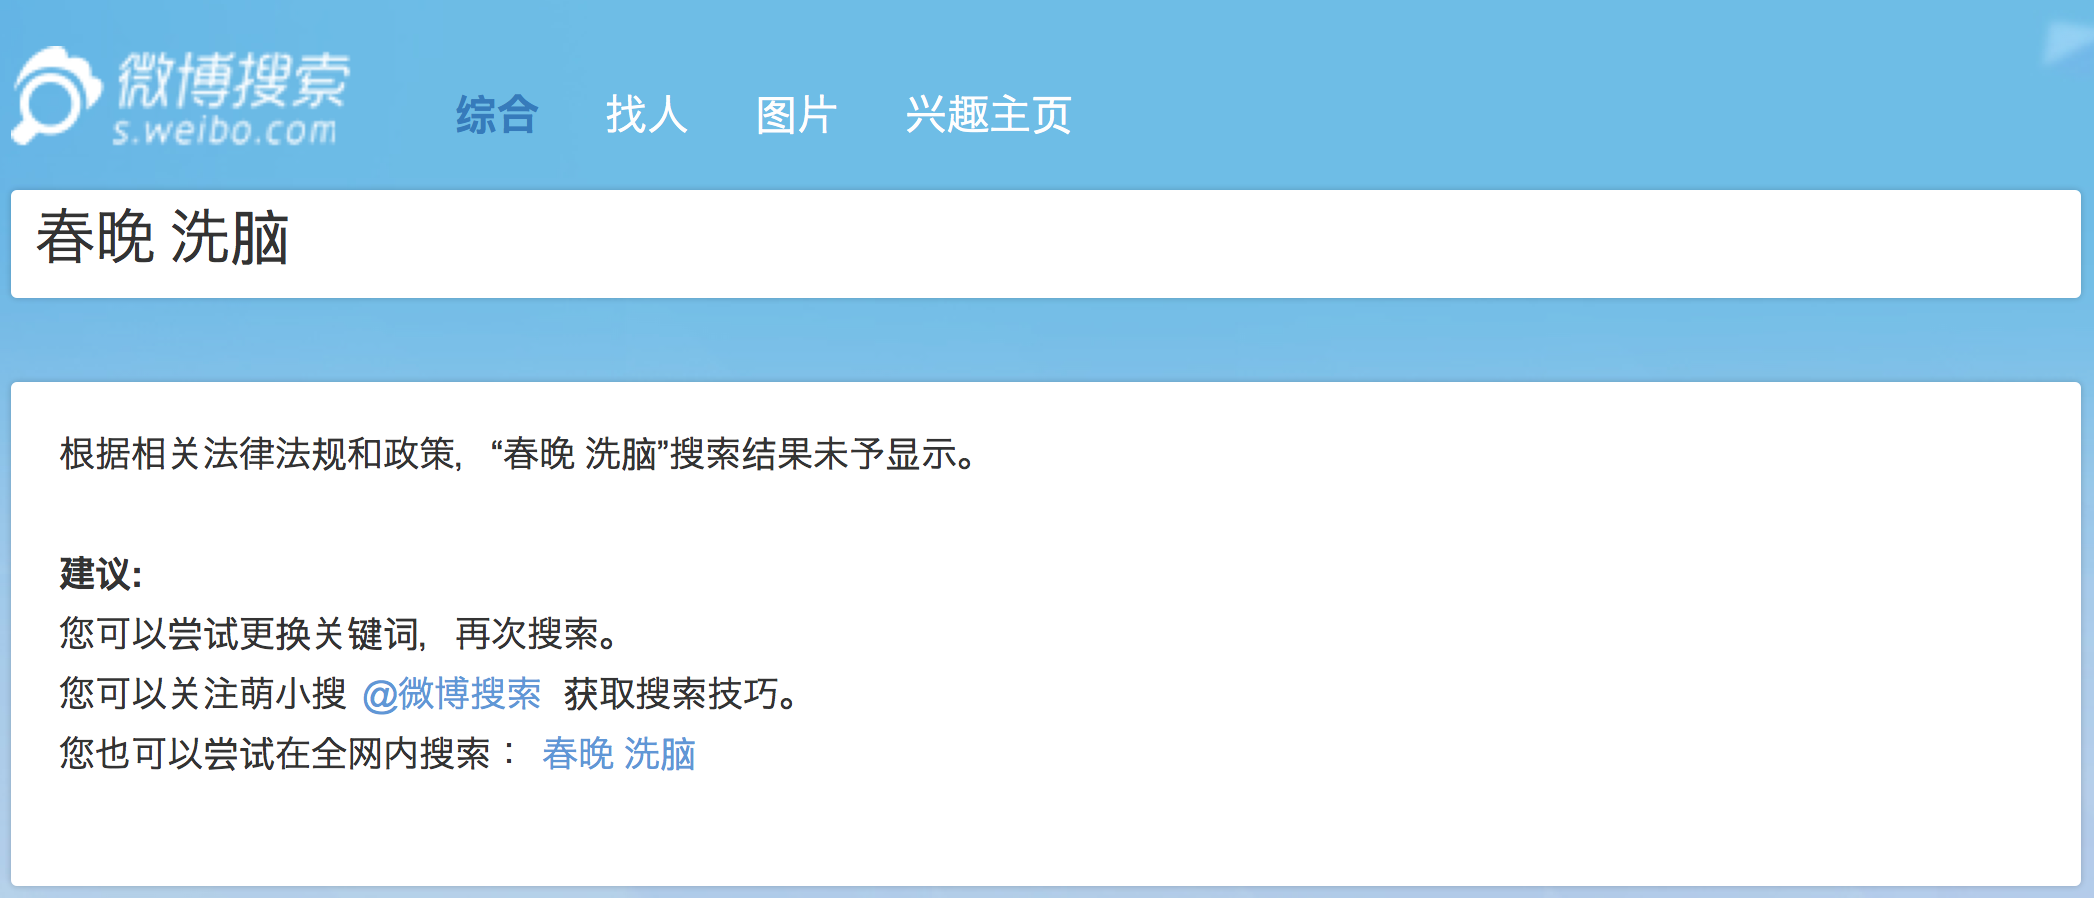 微博搜索
s.weibo.com
综合 找人 图片 兴趣主页
春晚 洗脑
根据相关法律法规和政策，“春晚 洗脑”搜索结果未予显示。
建议:
您可以尝试更换关键词，再次搜索。
您可以关注萌小搜 @微博搜索 获取搜索技巧。
您也可以尝试在全网内搜索： 春晚 洗脑